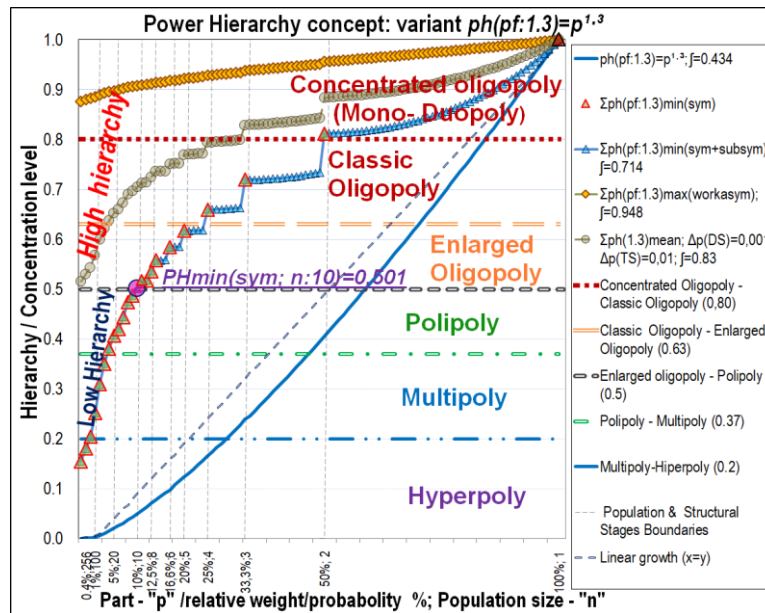 Power Hierarchy concept: variant ph(pf:1.3)=p¹·³
Hierarchy / Concentration level
1.0
0.9
0.8
0.7
0.6
0.5
0.4
0.3
0.2
0.1
0.0
Concentrated oligopoly
(Mono- Duopoly)
Classic
Oligopoly
High hierarchy
Enlarged
Oligopoly
PHmin(sym; n:10)=0,501
Low Hierarchy
Polipoly
Multipoly
Hyperpoly
0.4%;256
1%;100
5%;20
10%;10
12,5%;8
16,6%;6
20%;5
25%;4
33,3%;3
50%; 2
100%; 1
Part - "p" /relative weight/probabolity %; Population size - "n"
ph(pf:1.3)=p¹·³; ∫=0.434
Σph(pf:1.3)min(sym)
Σph(pf:1.3)min(sym+subsym)
∫=0.714
Σph(pf:1.3)max(workasym);
∫=0.948
Σph(1.3)mean; Δp(DS)=0,001
Δp(TS)=0,01; ∫=0.83
Concentrated Oligopoly -
Classic Oligopoly (0,80)
Classic Oligopoly - Enlarged
Oligopoly (0.63)
Enlarged oligopoly - Polipoly
(0.5)
Polipoly - Multipoly (0.37)
Multipoly-Hiperpoly (0.2)
Population & Structural
Stages Boundaries
Linear growth (x=y)